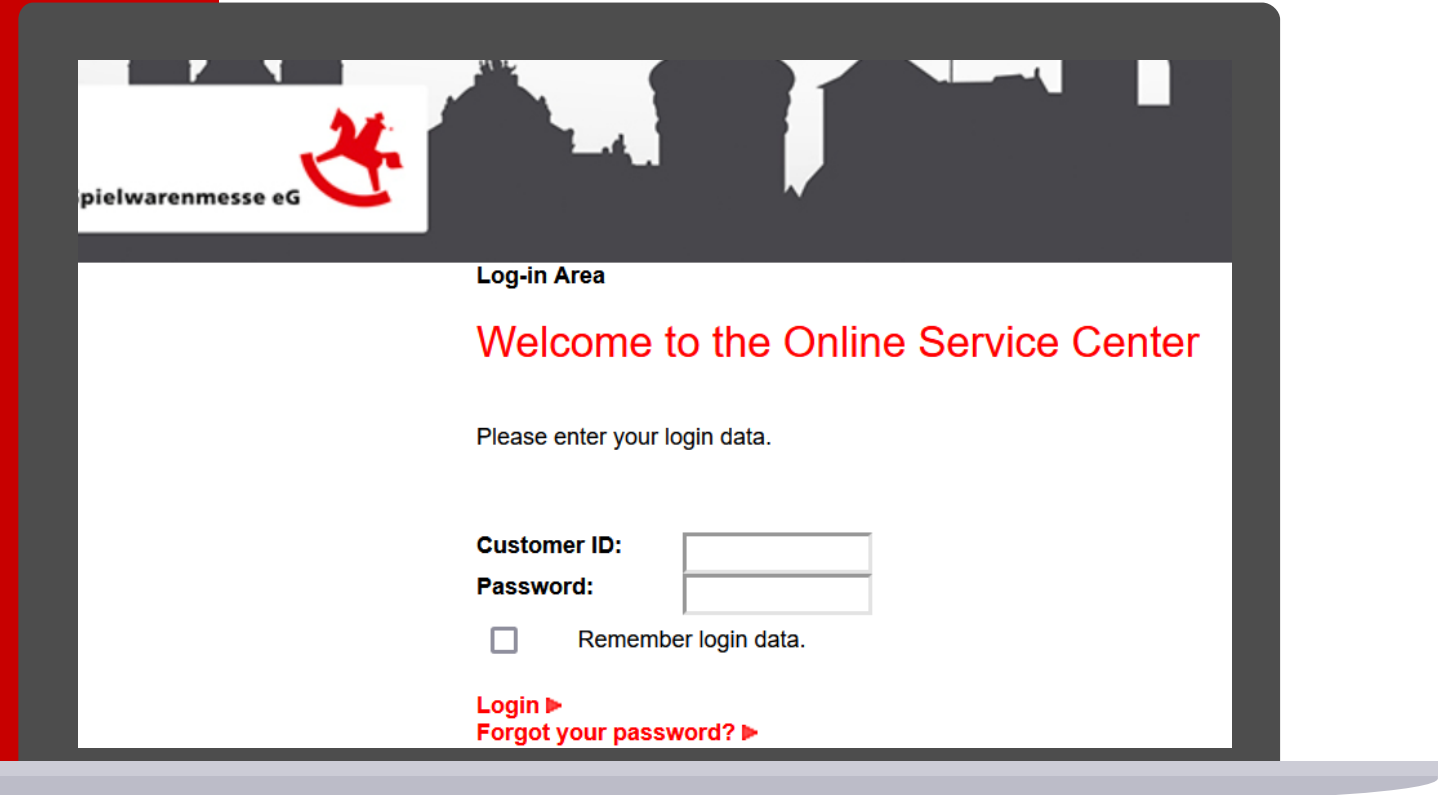 pielwarenmesse eG
Log-in Area
Welcome to the Online Service Center
Please enter your login data.
Customer ID:
Password:
Remember login data.
Login
Forgot your password?